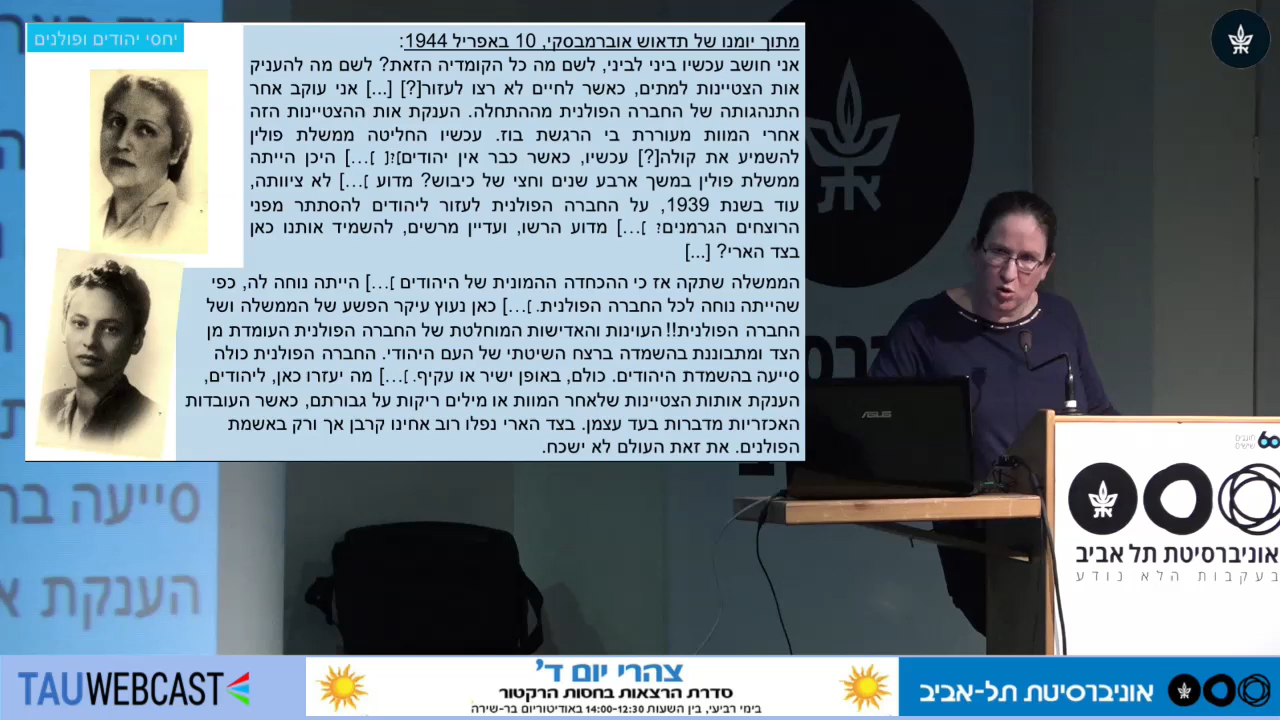 יחסי יהודים ופולנים
מתוך יומנו של תדאוש אוברמבסקי, 10 באפריל 1944:
אני חושב עכשיו ביני לביני, לשם מה כל הקומדיה הזאת? לשם מה להעניק
אות הצטיינות למתים, כאשר לחיים לא רצו לעזור[?] [...] אני עוקב אחר
התנהגותה של החברה הפולנית מההתחלה. הענקת אות ההצטיינות הזה
אחרי המוות מעוררת בי הרגשת בוז. עכשיו החליטה ממשלת פולין
להשמיע את קולה[?] עכשיו, כאשר כבר אין יהודים[?] [...] היכן הייתה
ממשלת פולין במשך ארבע שנים וחצי של כיבוש? מדוע [...] לא ציוותה,
עוד בשנת 1939, על החברה הפולנית לעזור ליהודים להסתתר מפני
הרוצחים הגרמנים? [...] מדוע הרשו, ועדיין מרשים, להשמיד אותנו כאן
בצד הארי? [...]
הממשלה שתקה אז כי ההכחדה ההמונית של היהודים [...] הייתה נוחה לה, כפי
שהייתה נוחה לכל החברה הפולנית. [...] כאן נעוץ עיקר הפשע של הממשלה ושל
החברה הפולנית!! העוינות והאדישות המוחלטת של החברה הפולנית העומדת מן
הצד ומתבוננת בהשמדה ברצח השיטתי של העם היהודי. החברה הפולנית כולה
סייעה בהשמדת היהודים. כולם, באופן ישיר או עקיף. [...] מה יעזרו כאן, ליהודים,
הענקת אותות הצטיינות שלאחר המוות או מילים ריקות על גבורתם, כאשר העובדות
האכזריות מדברות בעד עצמן. בצד הארי נפלו רוב אחינו קרבן אך ורק באשמת
הפולנים. את זאת העולם לא ישכח.
סייעה בה
הענקת א
ASUS
חוגגים
שישים
60
אוניברסיטת תל אביב
בעקבות הלא נודע
TAUWEBCAST
צהרי יום ד'
סדרת הרצאות בחסות הרקטור
בימי רביעי, בין השעות 14:00-12:30 באודיטוריום בר-שירה
אוניברסיטת תל-אביב